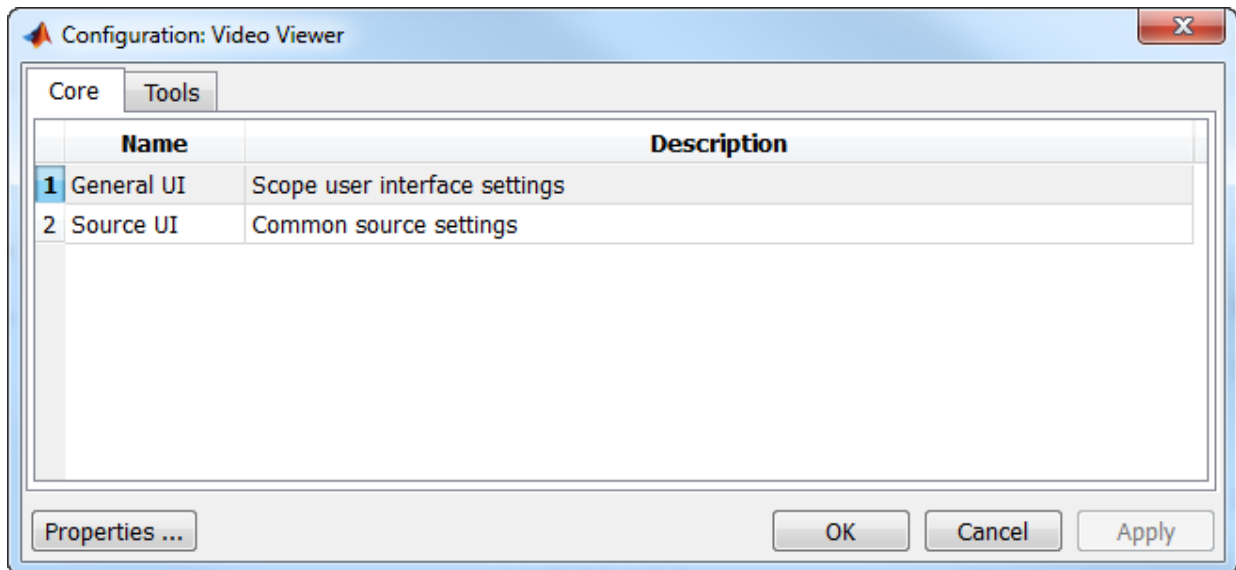 Configuration: Video Viewer
X
Core Tools
Name Description
1 General UI Scope user interface settings
2 Source UI Common source settings
Properties ... OK Cancel Apply